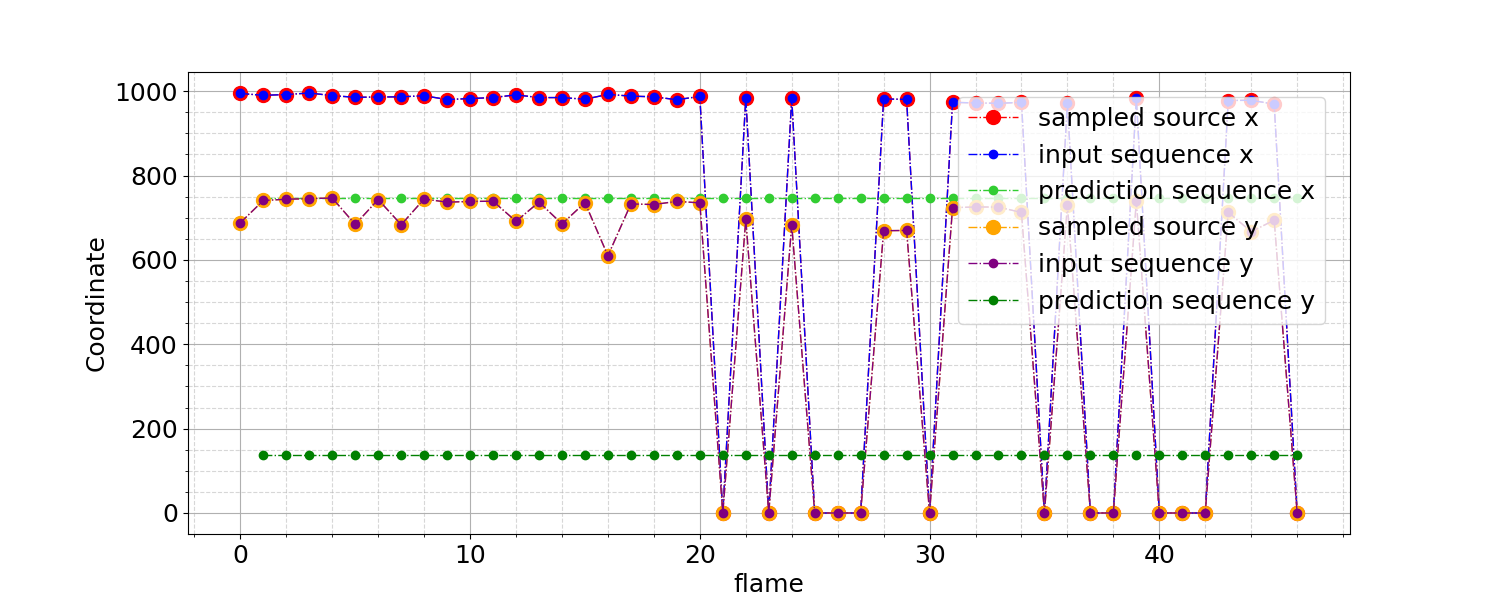 1000
800
600
400
200
0
Coordinate
sampled source x
input sequence x
prediction sequence x
sampled source y
input sequence y
prediction sequence y
0 10 20 30 40
flame